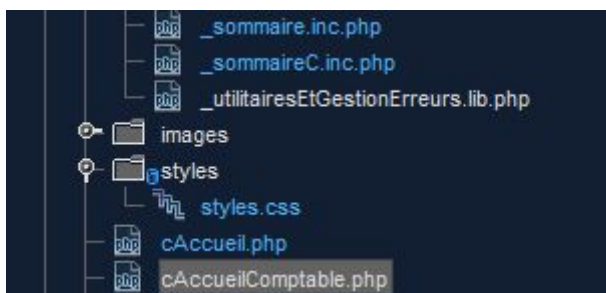 _sommaire.inc.php
_sommaireC.inc.php
_utilitairesEtGestionErreurs.lib.php
images
styles
styles.css
cAccueil.php
cAccueilComptable.php